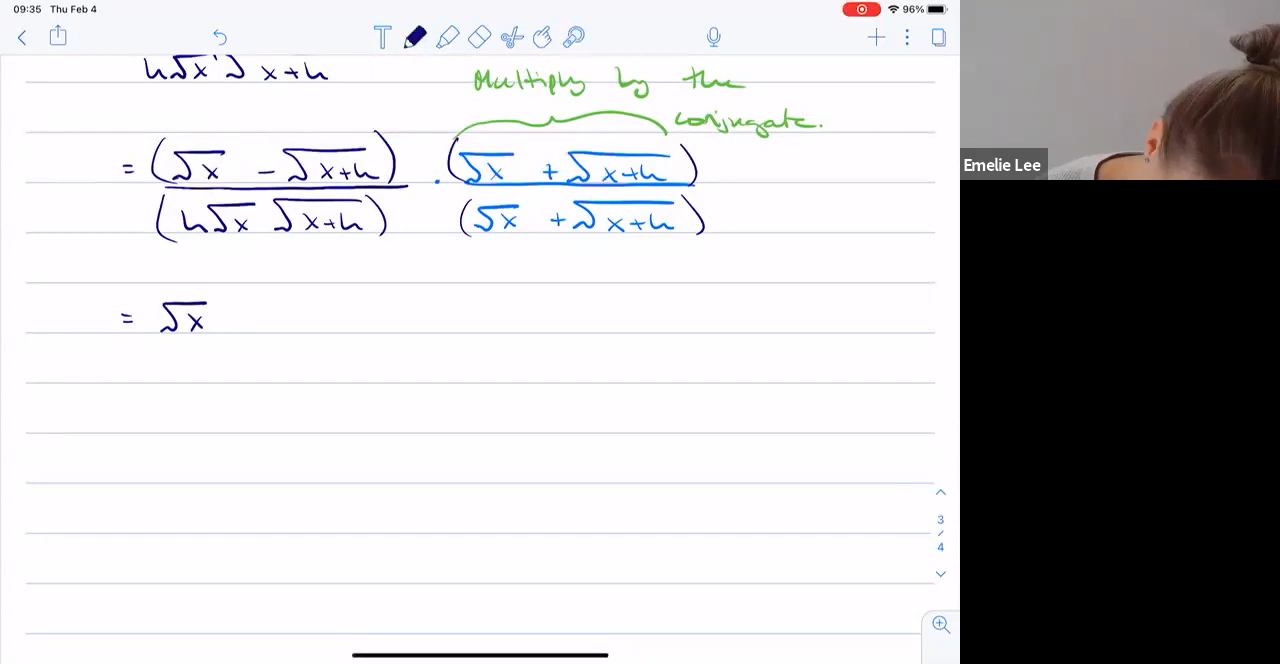 09:35 Thu Feb 4
96%
h√x · √x+h
Multiply by the
conjugate.
= (√x - √x+h) . (√x + √x+h)
(h√x √x+h) (√x + √x+h)
= √x
Emelie Lee
3
/
4